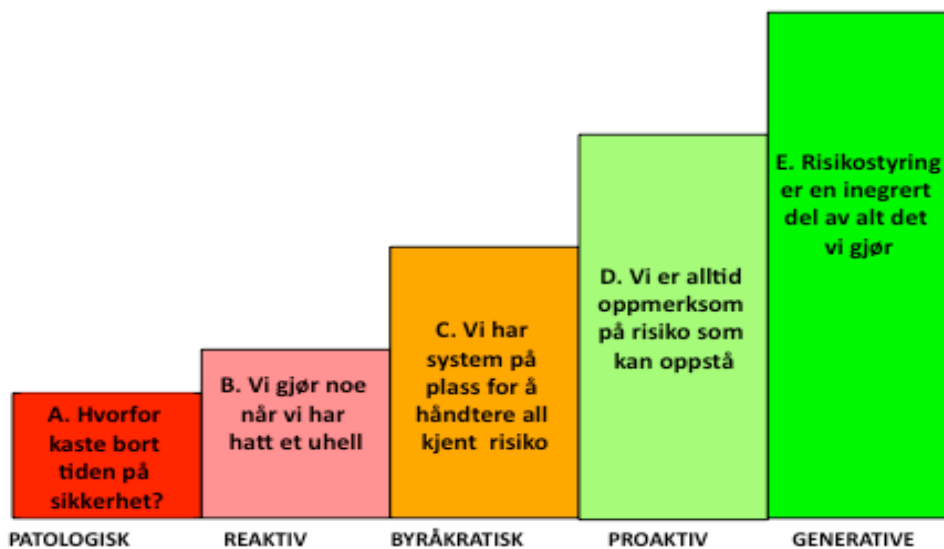 A. Hvorfor
kaste bort
tiden på
sikkerhet?
B. Vi gjør noe
når vi har
hatt et uhell
C. Vi har
system på
plass for å
håndtere all
kjent risiko
D. Vi er alltid
oppmerksom
på risiko som
kan oppstå
E. Risikostyring
er en inegrert
del av alt det
vi gjør
PATOLOGISK
REAKTIV
BYRÅKRATISK
PROAKTIV
GENERATIVE